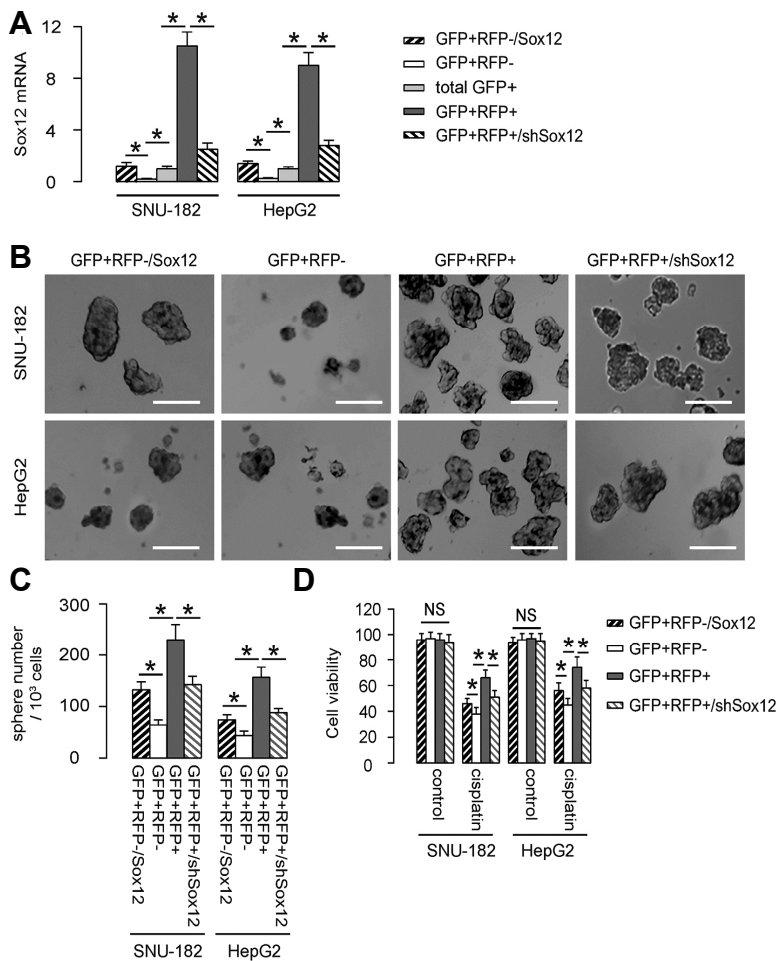 A
Sox12 mRNA
12
8
4
0
* * * *
* * * *
SNU-182
HepG2
GFP+RFP-/Sox12
GFP+RFP-
total GFP+
GFP+RFP+
GFP+RFP+/shSox12
B
GFP+RFP-/Sox12 GFP+RFP- GFP+RFP+ GFP+RFP+/shSox12
SNU-182
HepG2
C
sphere number
/ 10³ cells
300
200
100
0
* * *
* * *
GFP+RFP-/Sox12
GFP+RFP-
GFP+RFP+
GFP+RFP+/shSox12
GFP+RFP-/Sox12
GFP+RFP-
GFP+RFP+
GFP+RFP+/shSox12
SNU-182
HepG2
D
Cell viability
120
100
80
60
40
20
0
NS
* * *
NS
* * *
control
cisplatin
control
cisplatin
SNU-182
HepG2
GFP+RFP-/Sox12
GFP+RFP-
GFP+RFP+
GFP+RFP+/shSox12